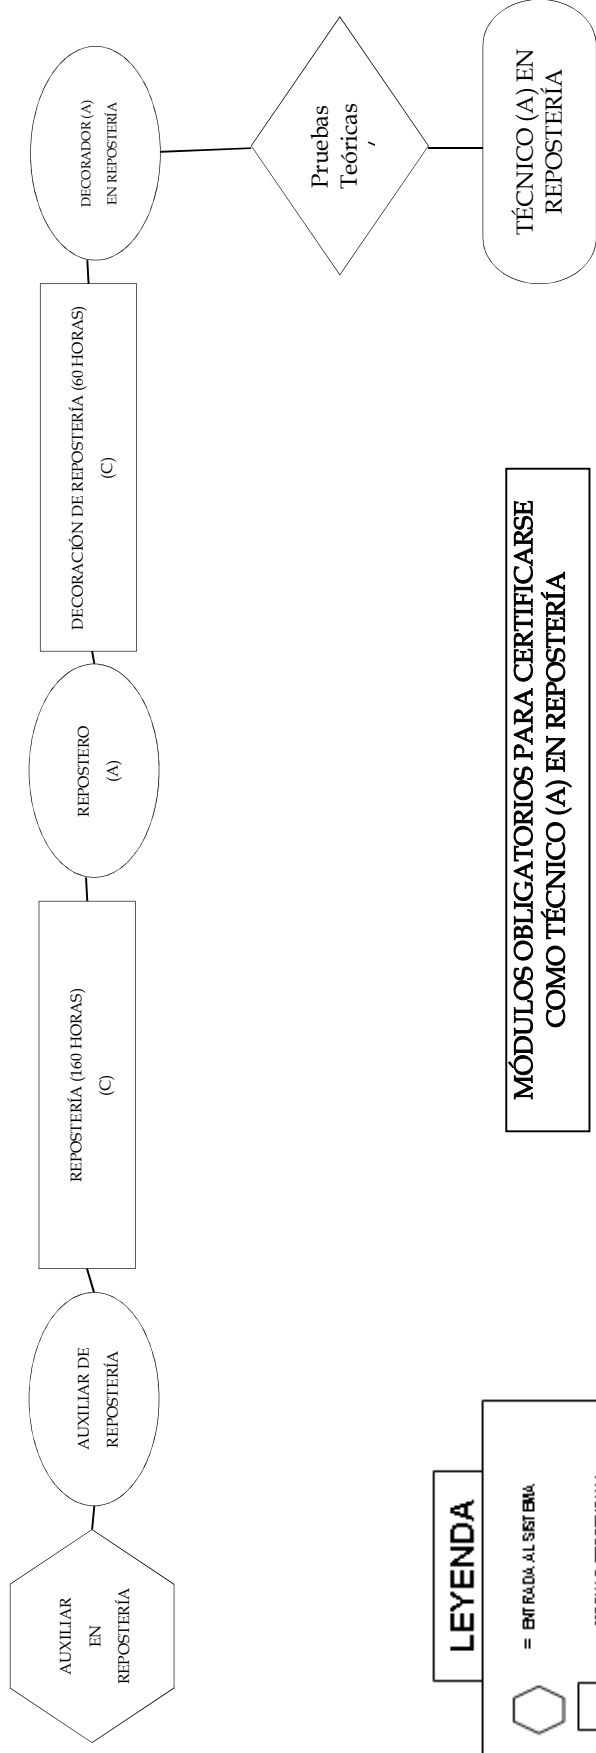 AUXILIAR
EN
REPOSTERÍA
AUXILIAR DE
REPOSTERÍA
REPOSTERÍA (160 HORAS)
(C)
REPOSTERO
(A)
DECORACIÓN DE REPOSTERÍA (60 HORAS)
(C)
DECORADOR (A)
EN REPOSTERÍA
Pruebas
Teóricas
,
TÉCNICO (A) EN
REPOSTERÍA
MÓDULOS OBLIGATORIOS PARA CERTIFICARSE
COMO TÉCNICO (A) EN REPOSTERÍA
LEYENDA
= ENTRADA AL SISTEMA